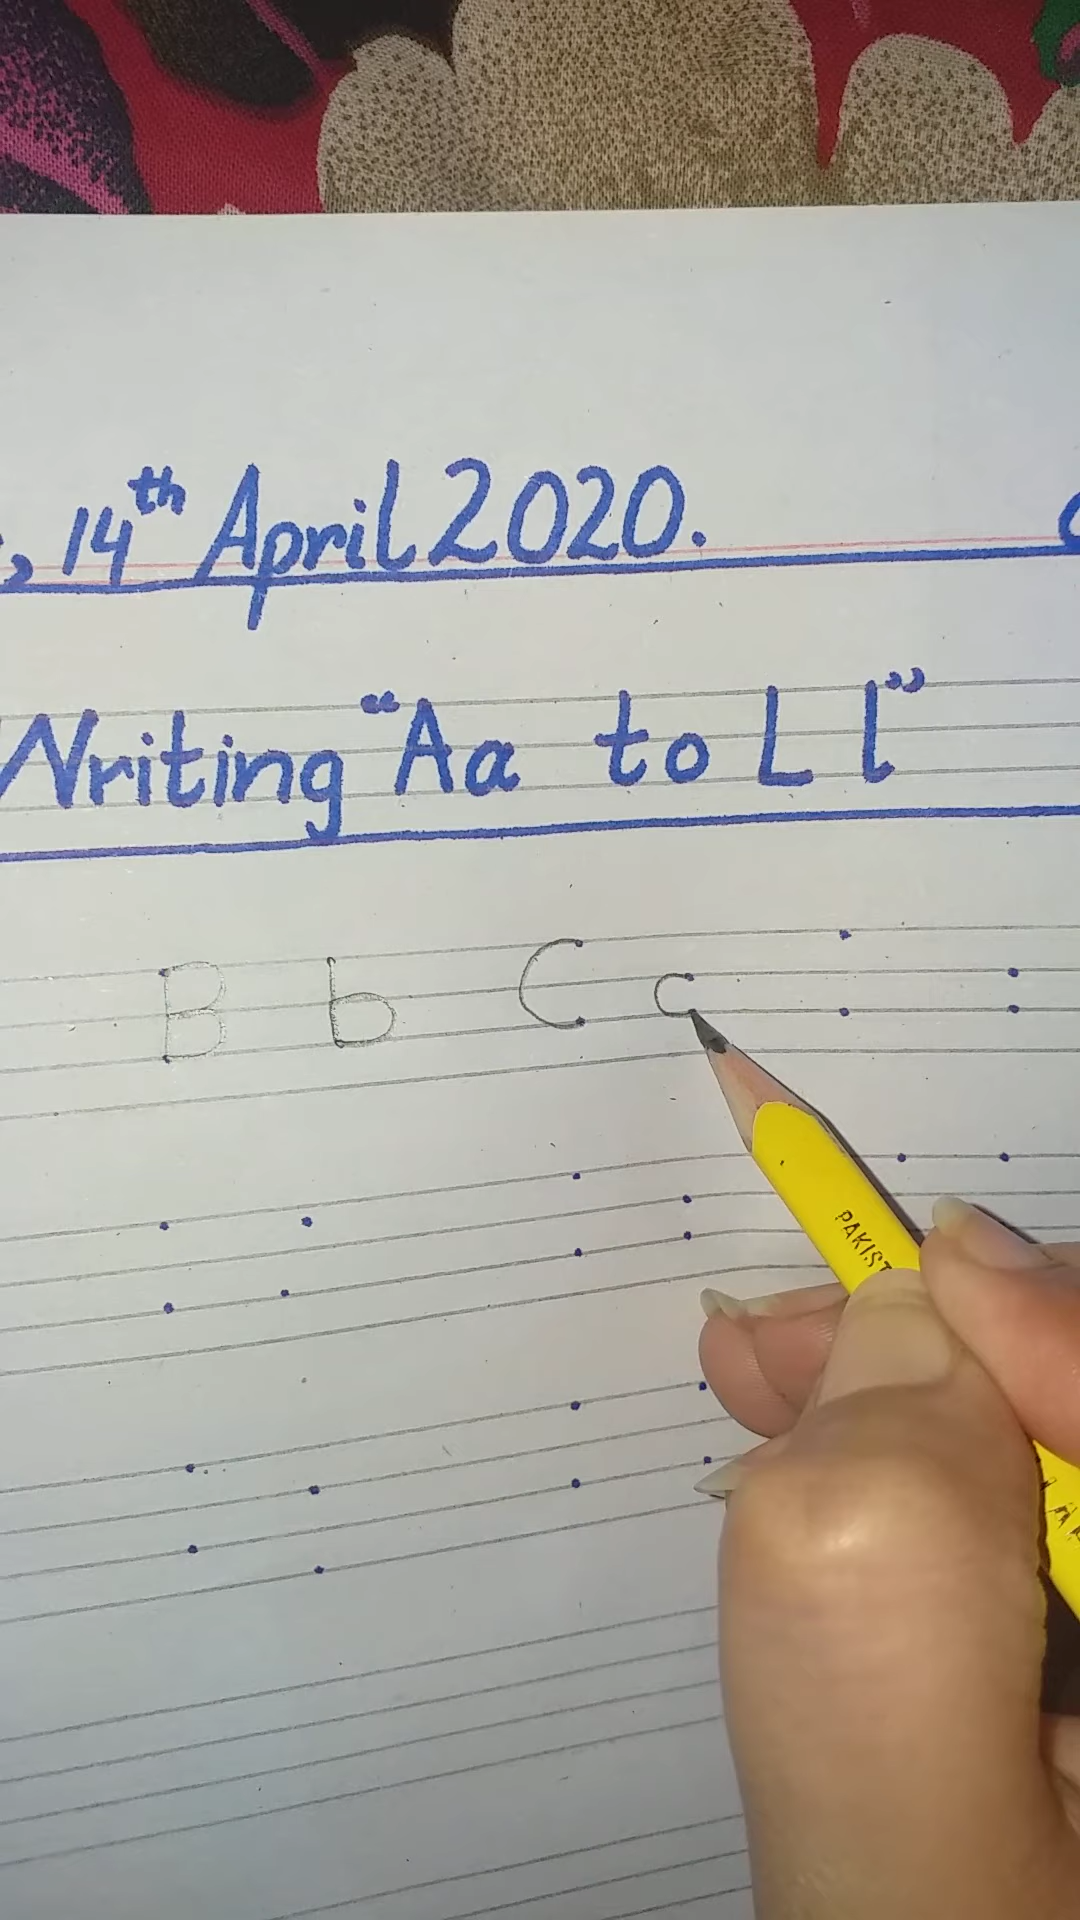 , 14th April 2020.
Writing "Aa to L l"
B b C c
PAKIST